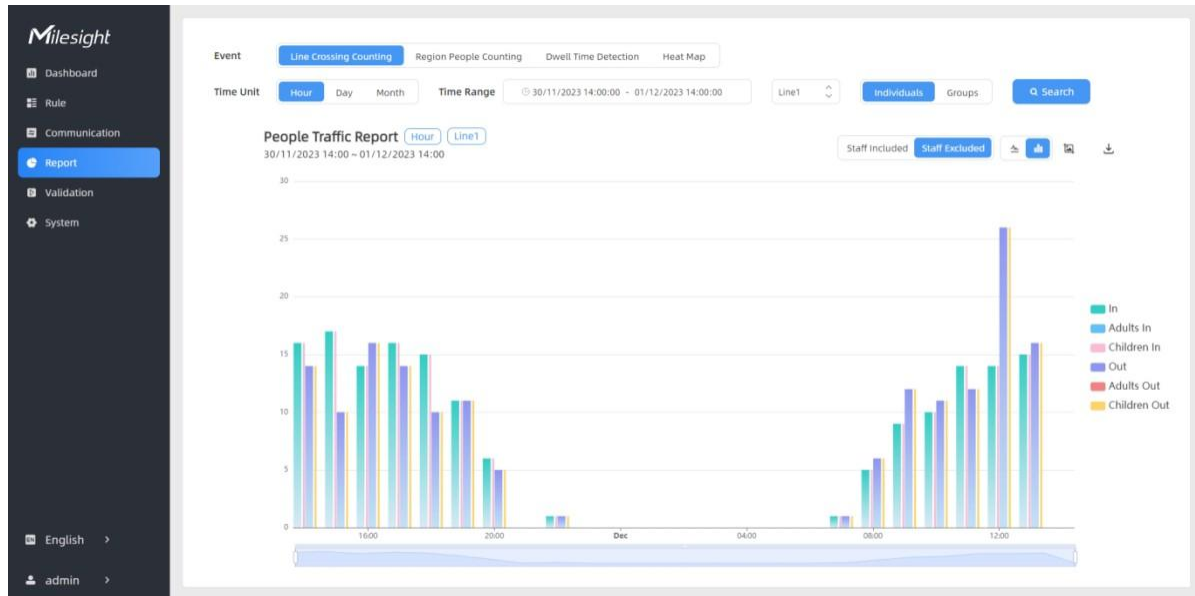 Milesight
Dashboard
Rule
Communication
Report
Validation
System
English
admin
Event Line Crossing Counting Region People Counting Dwell Time Detection Heat Map
Time Unit Hour Day Month Time Range 30/11/2023 14:00:00 - 01/12/2023 14:00:00 Line1 Individuals Groups Search
People Traffic Report Hour Line1
30/11/2023 14:00 ~ 01/12/2023 14:00
Staff Included Staff Excluded
30
25
20
15
10
5
0
16:00 20:00 Dec 04:00 08:00 12:00
In
Adults In
Children In
Out
Adults Out
Children Out